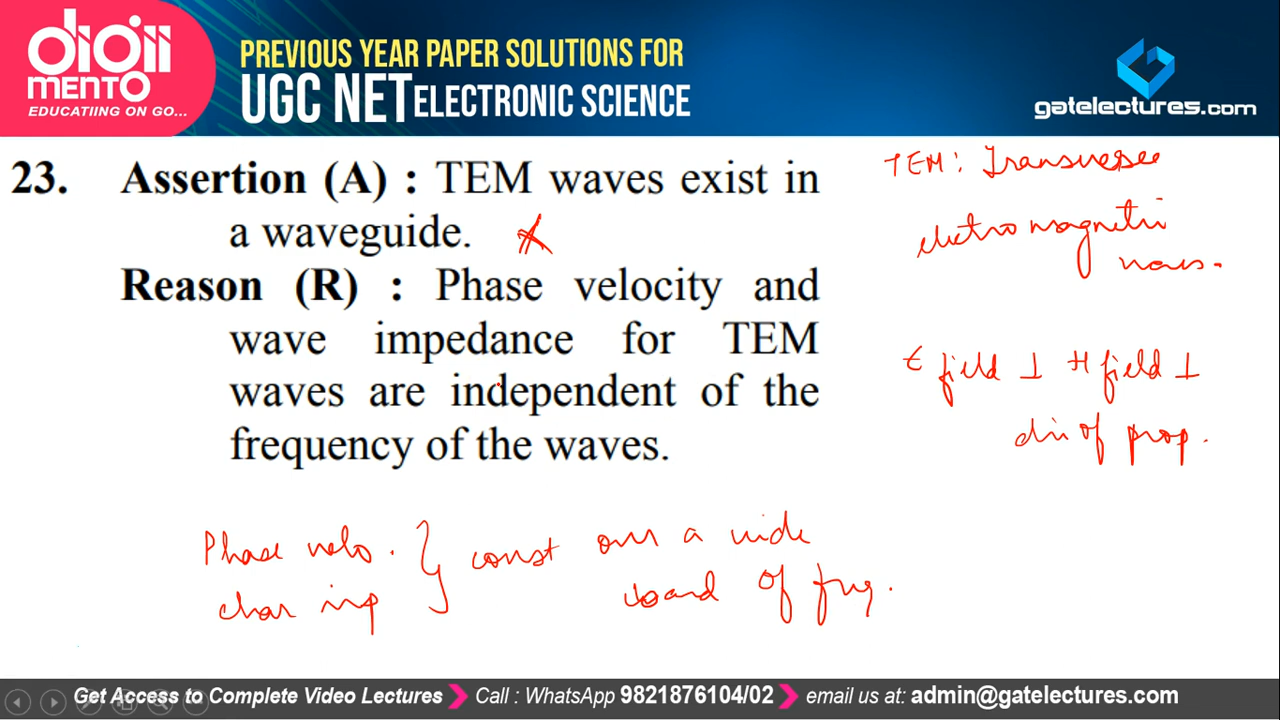 dioii
MENTO
EDUCATIING ON GO...
PREVIOUS YEAR PAPER SOLUTIONS FOR
UGC NET ELECTRONIC SCIENCE
gatelectures.com
23. Assertion (A) : TEM waves exist in
a waveguide.
Reason (R) : Phase velocity and
wave impedance for TEM
waves are independent of the
frequency of the waves.
TEM: Transverse
electromagnetic
waves.
E field ⊥ H field ⊥
dir of prop.
Phase velo. } const over a wide
char imp band of freq.
Get Access to Complete Video Lectures Call : WhatsApp 9821876104/02 email us at: admin@gatelectures.com